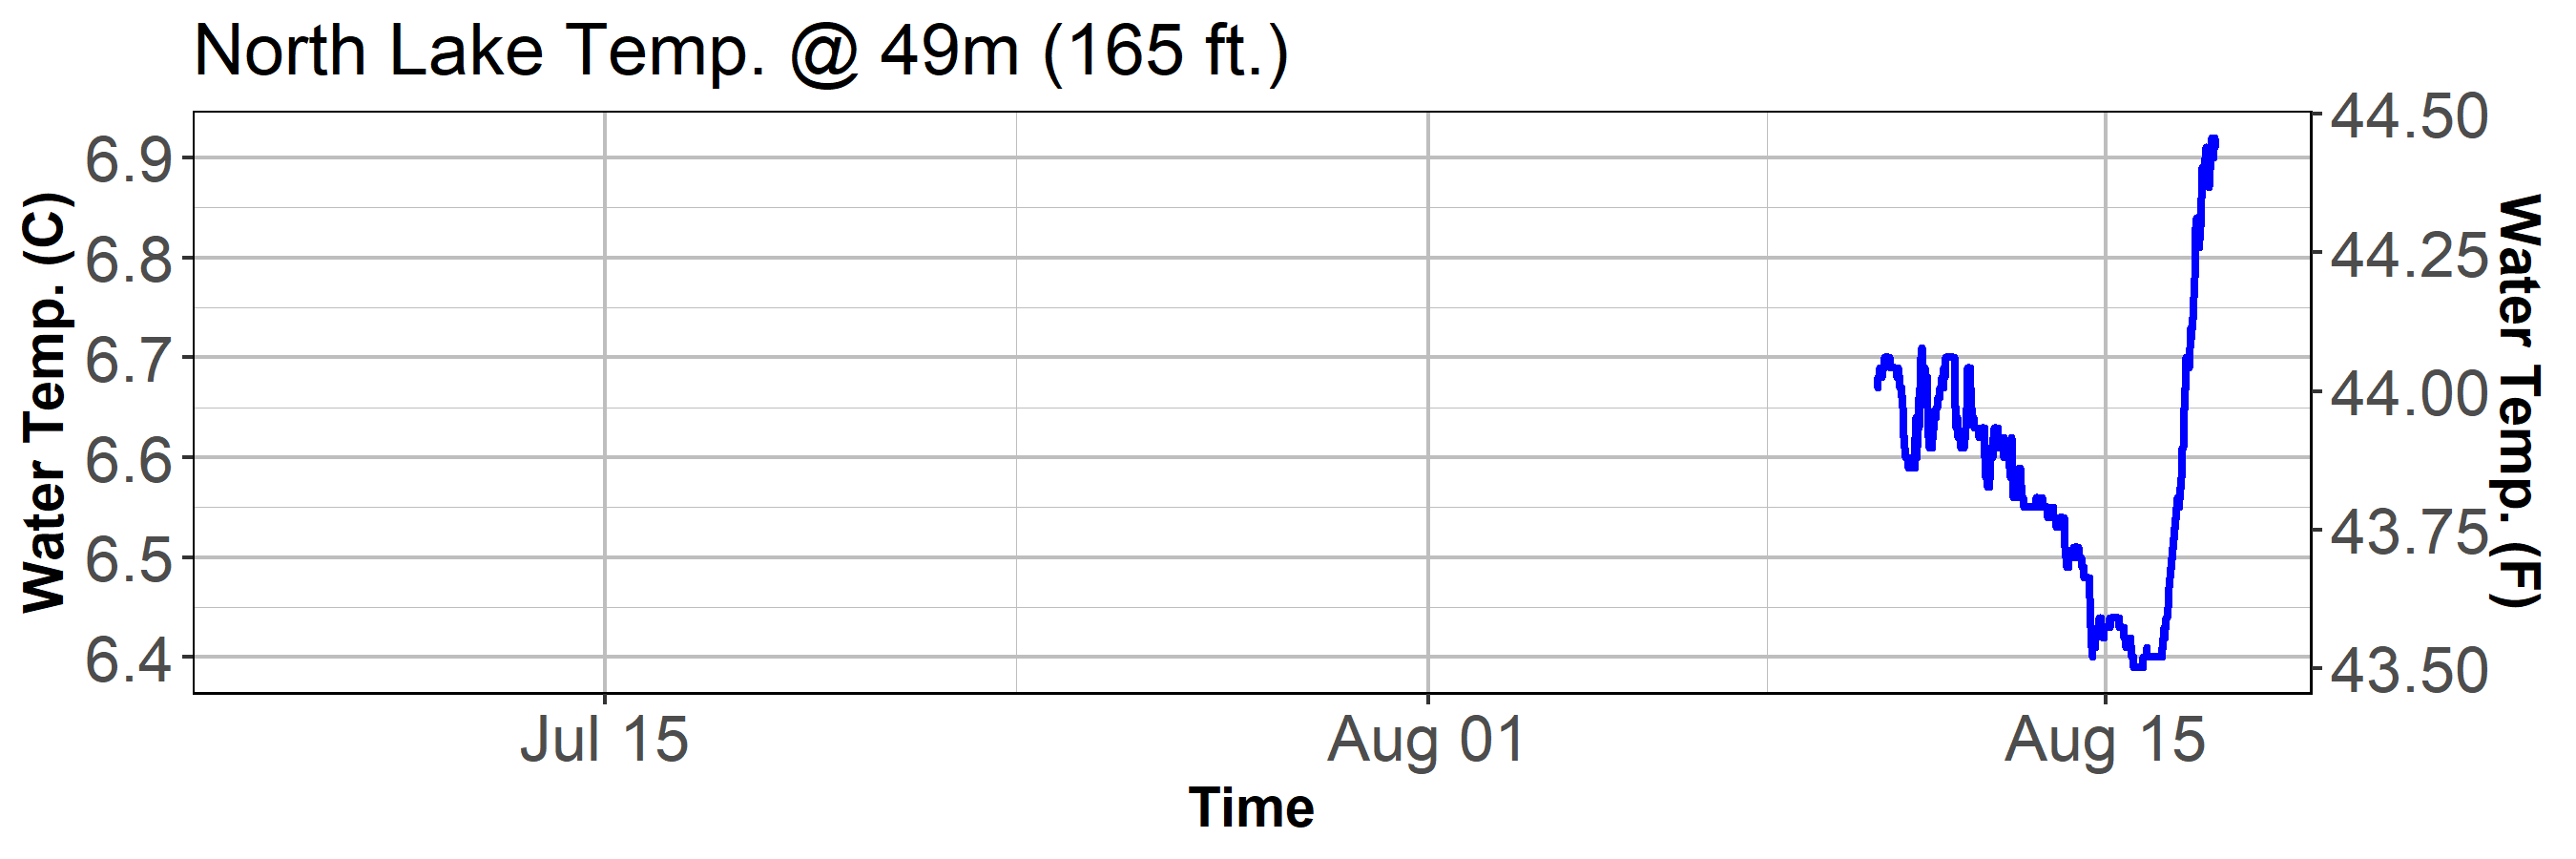 North Lake Temp. @ 49m (165 ft.)
Water Temp. (C)
6.9
6.8
6.7
6.6
6.5
6.4
44.50
44.25
44.00
43.75
43.50
Water Temp. (F)
Jul 15
Aug 01
Aug 15
Time